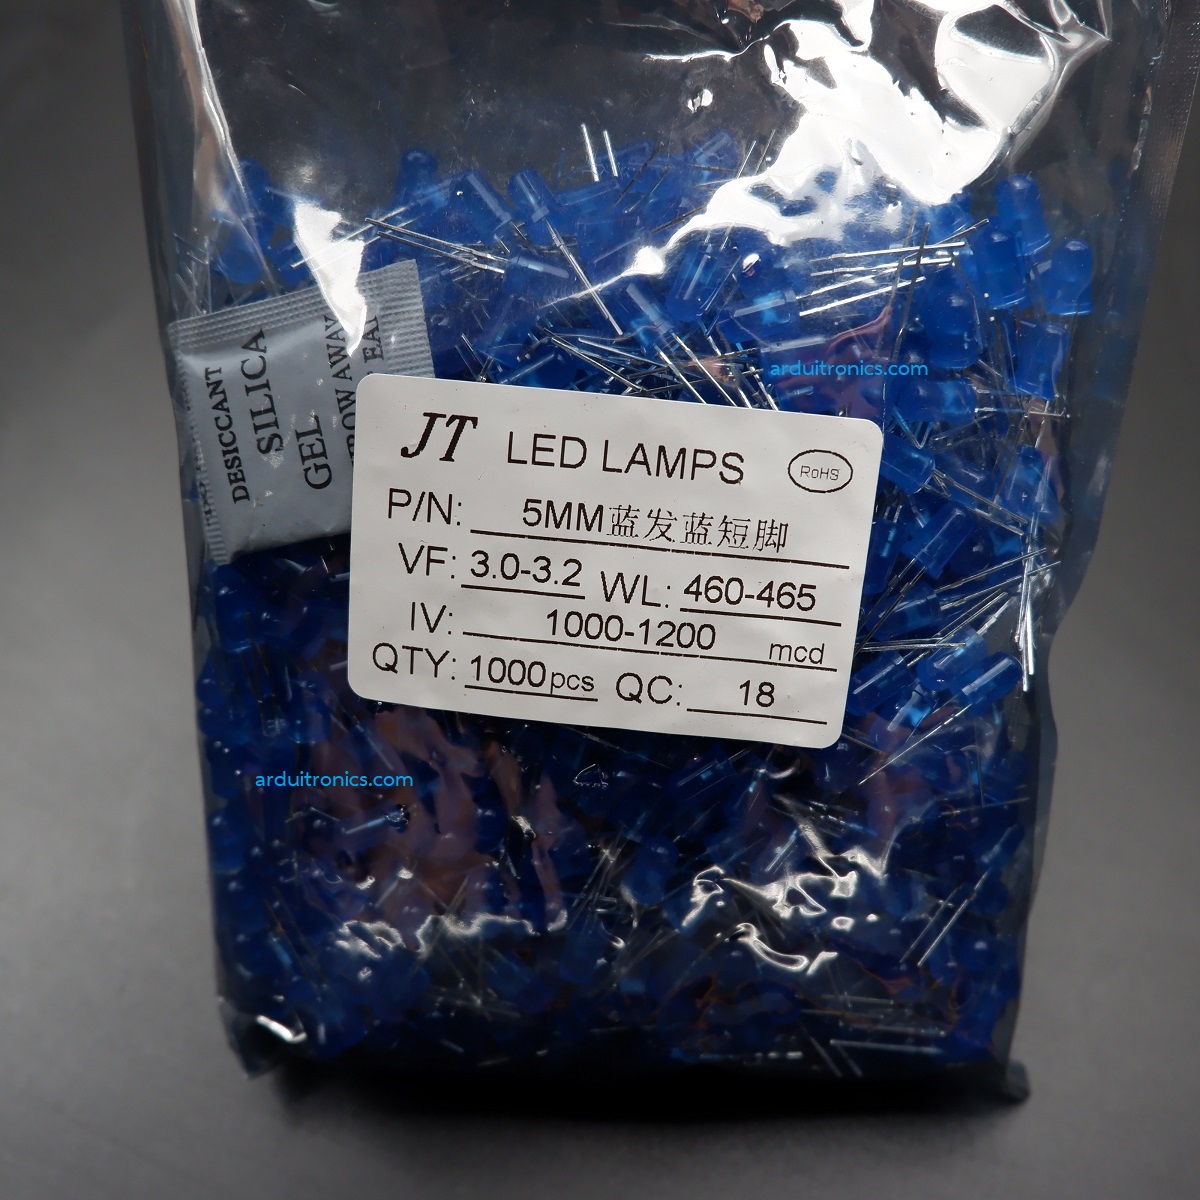 arduitronics.com
DESICCANT
SILICA
GEL
AWAY
JT LED LAMPS RoHS
P/N: 5MM蓝发蓝短脚
VF: 3.0-3.2 WL: 460-465
IV: 1000-1200 mcd
QTY: 1000pcs QC: 18
arduitronics.com